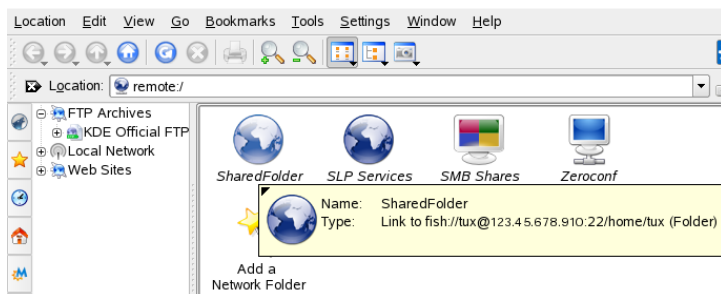 Location Edit View Go Bookmarks Tools Settings Window Help
Location: remote:/
FTP Archives
KDE Official FTP
Local Network
Web Sites
SharedFolder SLP Services SMB Shares Zeroconf
Name: SharedFolder
Type: Link to fish://tux@123.45.678.910:22/home/tux (Folder)
Add a
Network Folder